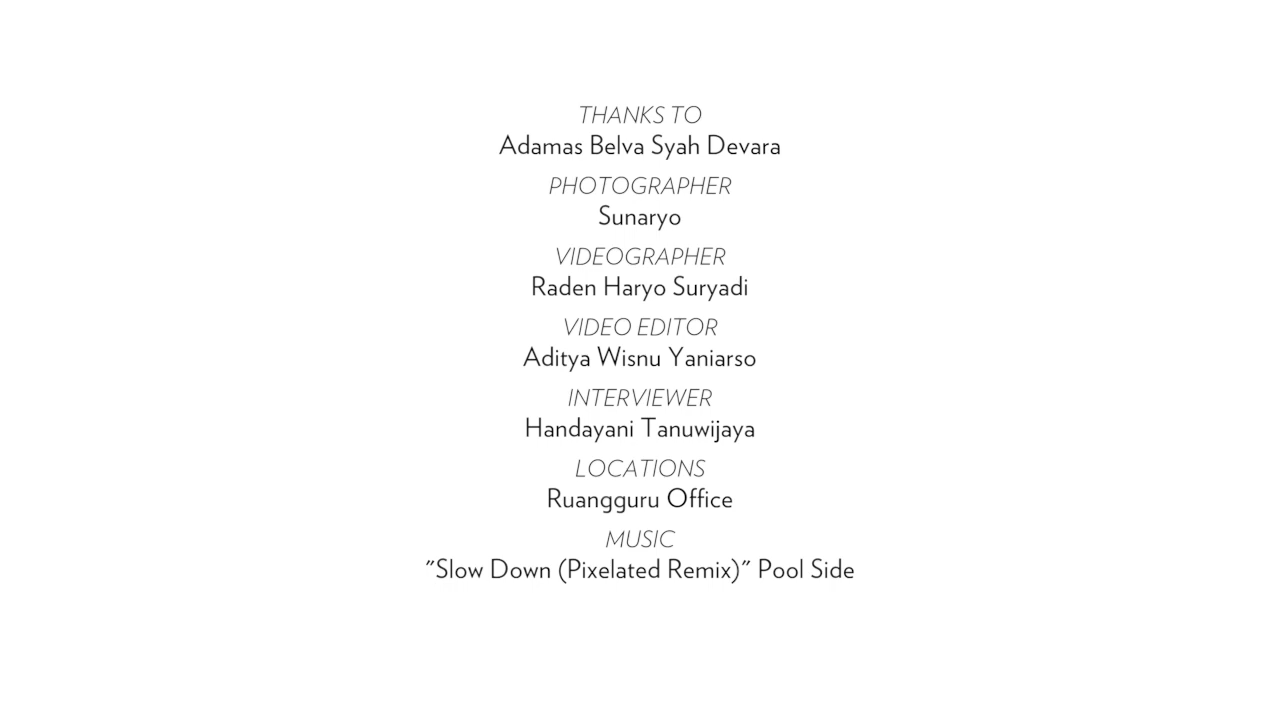 THANKS TO
Adamas Belva Syah Devara
PHOTOGRAPHER
Sunaryo
VIDEOGRAPHER
Raden Haryo Suryadi
VIDEO EDITOR
Aditya Wisnu Yaniarso
INTERVIEWER
Handayani Tanuwijaya
LOCATIONS
Ruangguru Office
MUSIC
"Slow Down (Pixelated Remix)" Pool Side